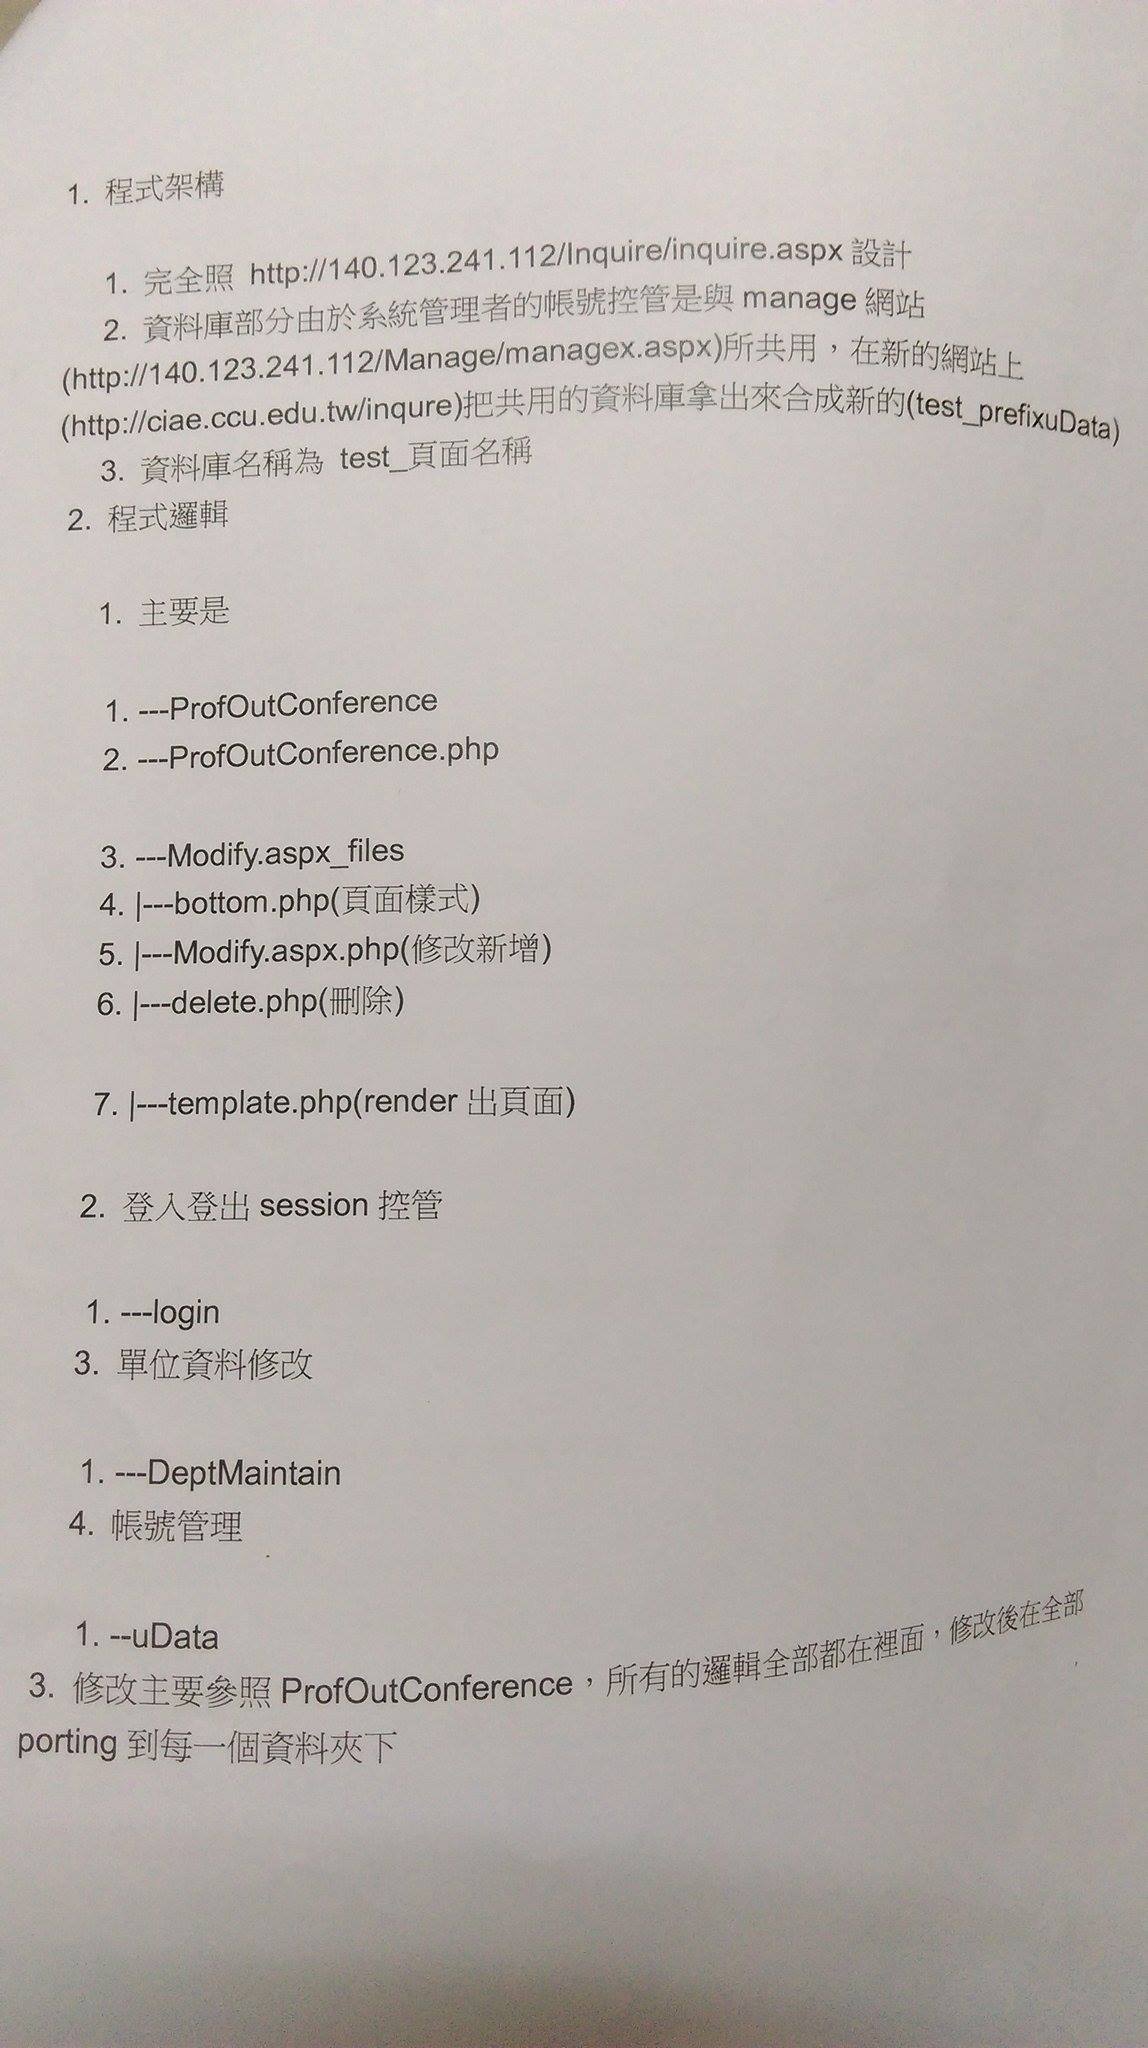 1. 程式架構
1. 完全照 http://140.123.241.112/Inquire/inquire.aspx 設計
2. 資料庫部分由於系統管理者的帳號控管是與 manage 網站
(http://140.123.241.112/Manage/managex.aspx)所共用，在新的網站上
(http://ciae.ccu.edu.tw/inqure)把共用的資料庫拿出來合成新的(test_prefixuData)
3. 資料庫名稱為 test_頁面名稱
2. 程式邏輯
1. 主要是
1. ---ProfOutConference
2. ---ProfOutConference.php
3. ---Modify.aspx_files
4. |---bottom.php(頁面樣式)
5. |---Modify.aspx.php(修改新增)
6. |---delete.php(刪除)
7. |---template.php(render 出頁面)
2. 登入登出 session 控管
1. ---login
3. 單位資料修改
1. ---DeptMaintain
4. 帳號管理
1. --uData
3. 修改主要參照 ProfOutConference，所有的邏輯全部都在裡面，修改後在全部
porting 到每一個資料夾下